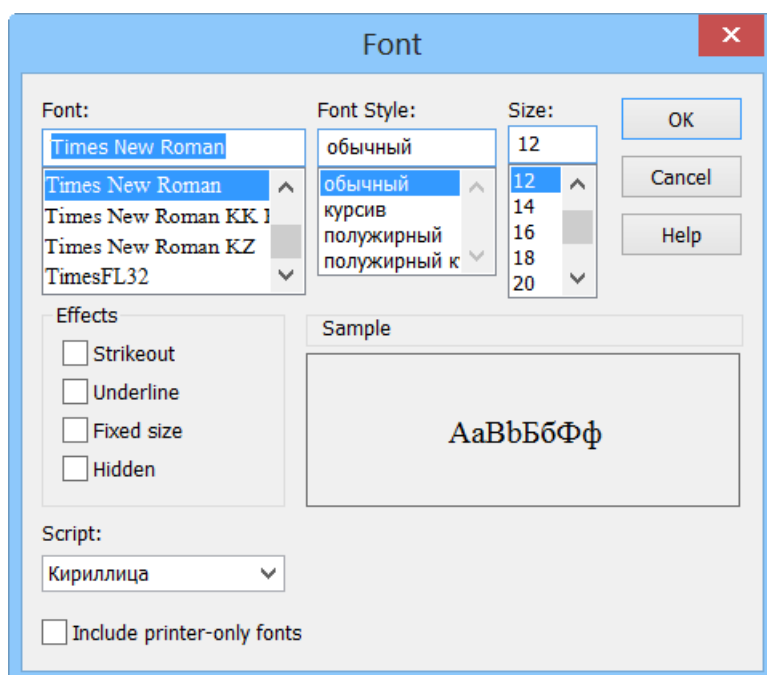 Font
Font:
Times New Roman
Times New Roman
Times New Roman KK
Times New Roman KZ
TimesFL32
Font Style:
обычный
обычный
курсив
полужирный
полужирный
Size:
12
12
14
16
18
20
OK
Cancel
Help
Effects
Strikeout
Underline
Fixed size
Hidden
Sample
АаBbБбФф
Script:
Кириллица
Include printer-only fonts